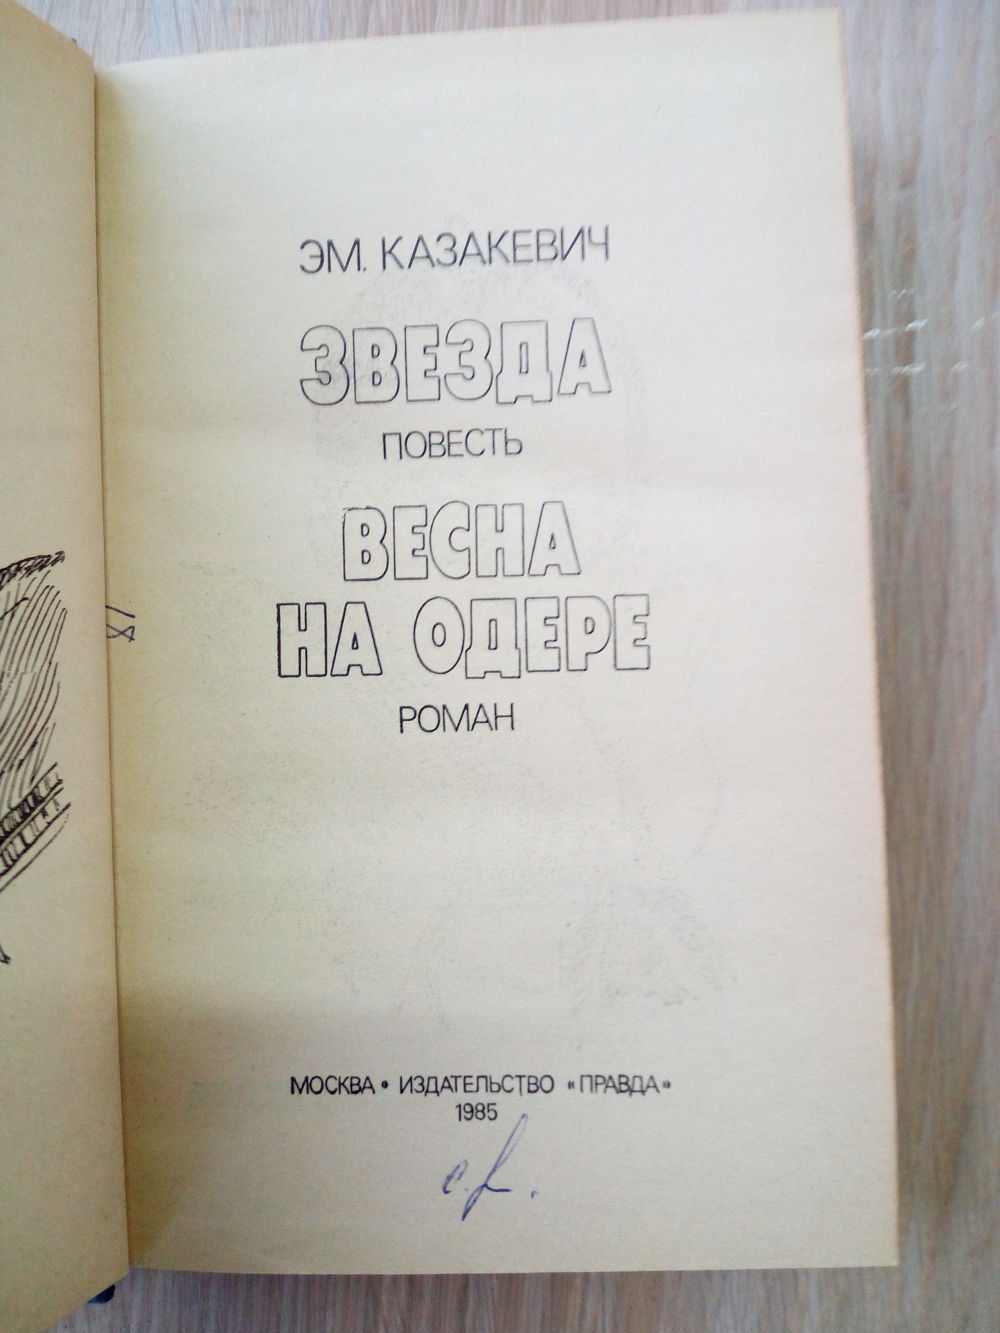 ЭМ. КАЗАКЕВИЧ
ЗВЕЗДА
ПОВЕСТЬ
ВЕСНА
НА ОДЕРЕ
РОМАН
МОСКВА • ИЗДАТЕЛЬСТВО «ПРАВДА»
1985